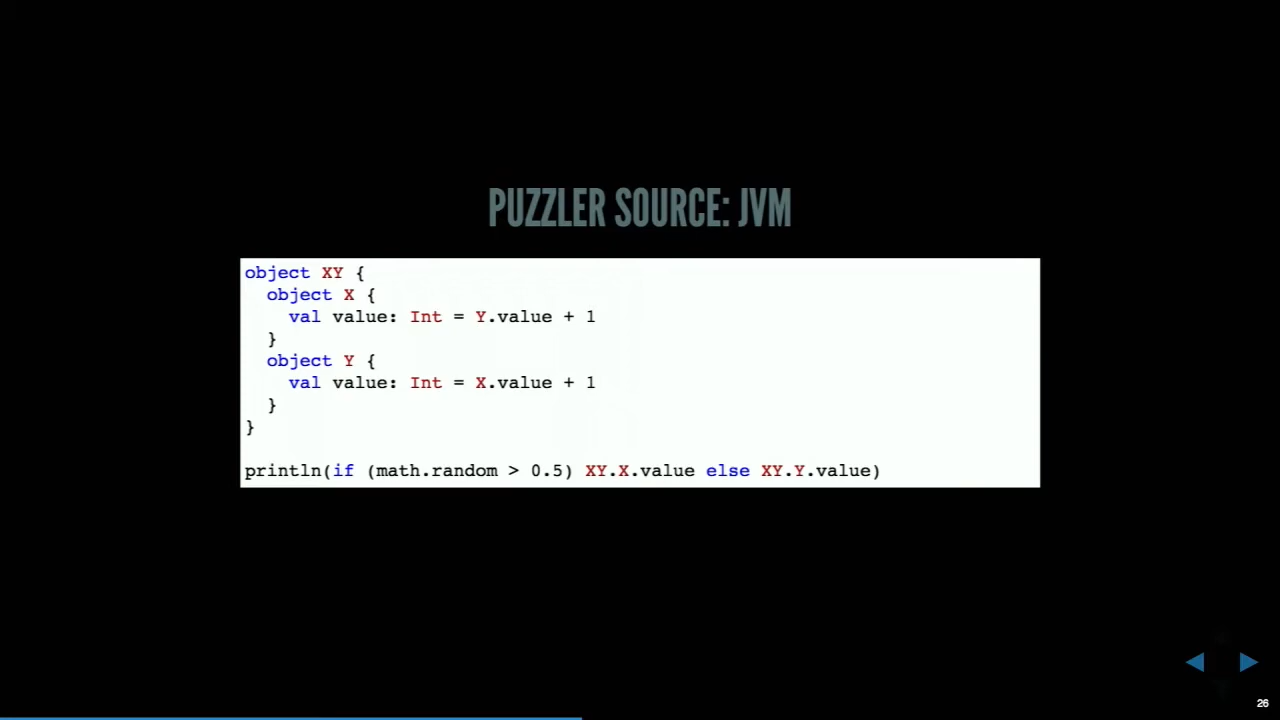 PUZZLER SOURCE: JVM
object XY {
  object X {
    val value: Int = Y.value + 1
  }
  object Y {
    val value: Int = X.value + 1
  }
}

println(if (math.random > 0.5) XY.X.value else XY.Y.value)
26